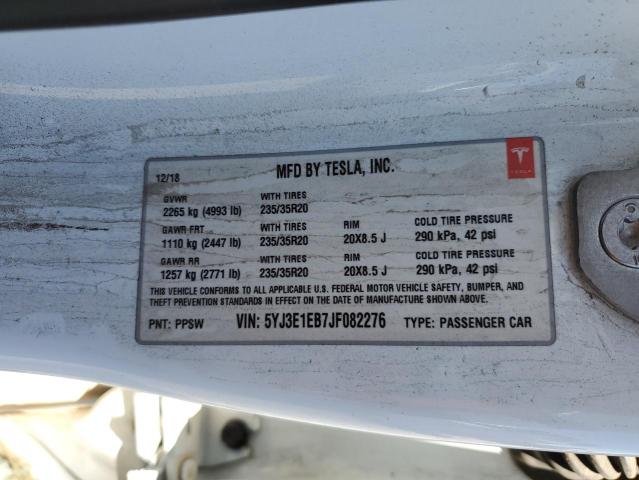 12/18 MFD BY TESLA, INC.
TESLA
GVWR WITH TIRES
2265 kg (4993 lb) 235/35R20
GAWR FRT WITH TIRES RIM COLD TIRE PRESSURE
1110 kg (2447 lb) 235/35R20 20X8.5 J 290 kPa, 42 psi
GAWR RR WITH TIRES RIM COLD TIRE PRESSURE
1257 kg (2771 lb) 235/35R20 20X8.5 J 290 kPa, 42 psi
THIS VEHICLE CONFORMS TO ALL APPLICABLE U.S. FEDERAL MOTOR VEHICLE SAFETY, BUMPER, AND
THEFT PREVENTION STANDARDS IN EFFECT ON THE DATE OF MANUFACTURE SHOWN ABOVE.
PNT: PPSW VIN: 5YJ3E1EB7JF082276 TYPE: PASSENGER CAR